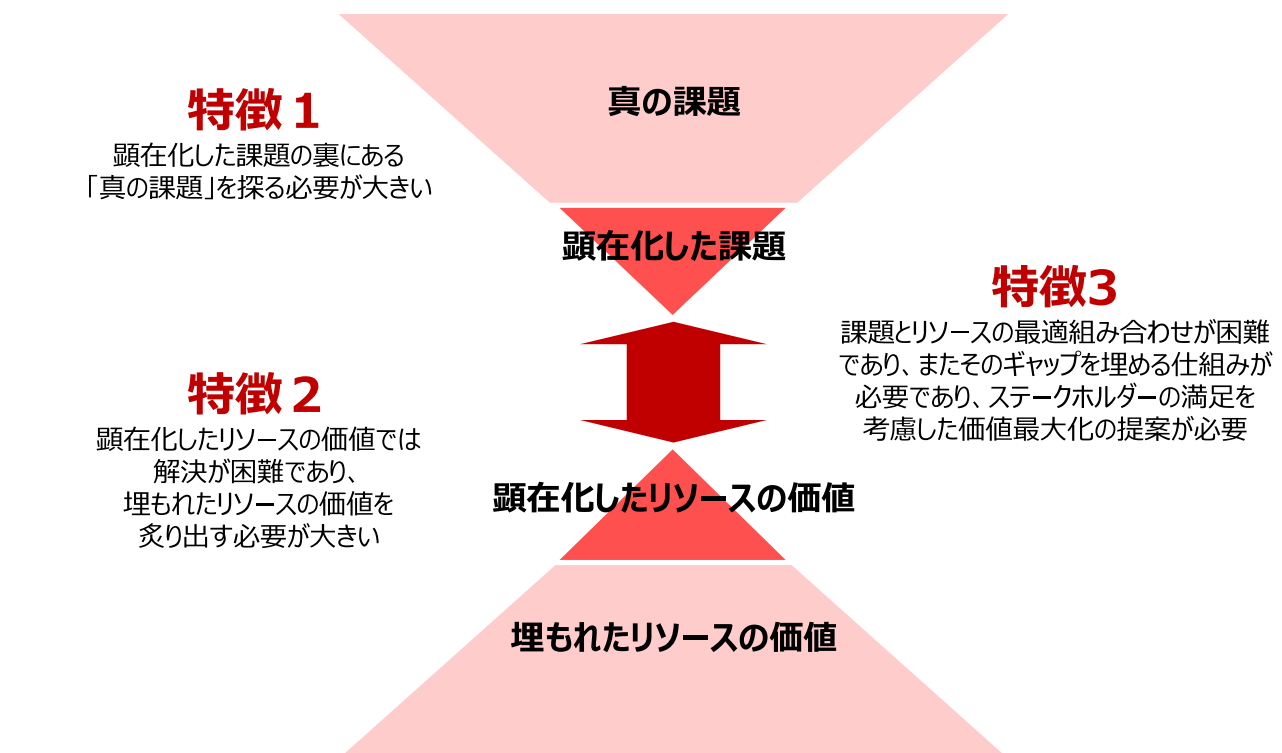 真の課題
特徴１
顕在化した課題の裏にある
「真の課題」を探る必要が大きい
顕在化した課題
特徴3
課題とリソースの最適組み合わせが困難
であり、またそのギャップを埋める仕組みが
必要であり、ステークホルダーの満足を
考慮した価値最大化の提案が必要
特徴２
顕在化したリソースの価値では
解決が困難であり、
埋もれたリソースの価値を
炙り出す必要が大きい
顕在化したリソースの価値
埋もれたリソースの価値